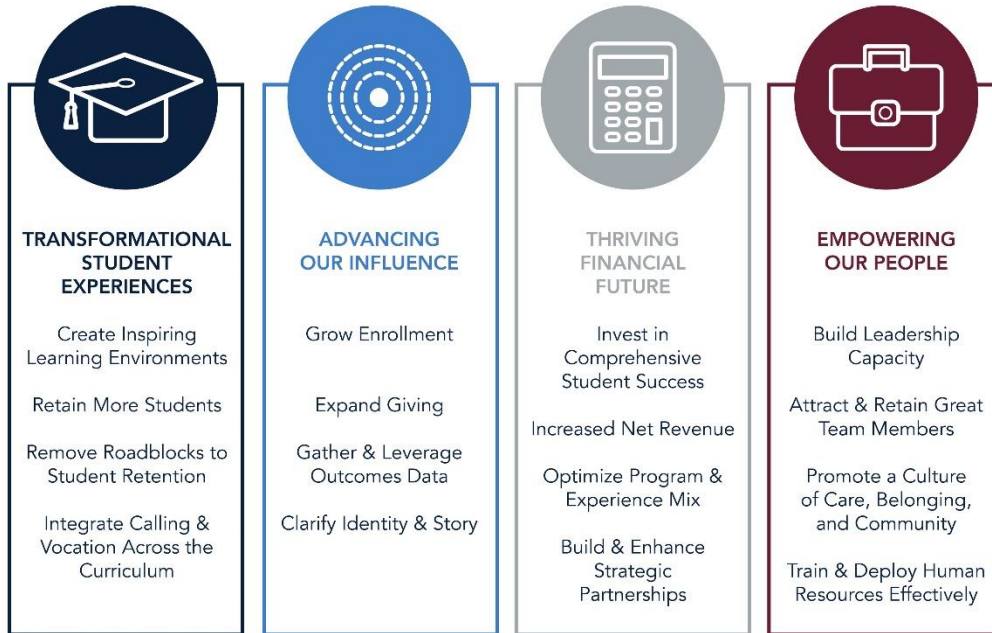 TRANSFORMATIONAL
STUDENT
EXPERIENCES
Create Inspiring
Learning Environments
Retain More Students
Remove Roadblocks to
Student Retention
Integrate Calling &
Vocation Across the
Curriculum
ADVANCING
OUR INFLUENCE
Grow Enrollment
Expand Giving
Gather & Leverage
Outcomes Data
Clarify Identity & Story
THRIVING
FINANCIAL
FUTURE
Invest in
Comprehensive
Student Success
Increased Net Revenue
Optimize Program &
Experience Mix
Build & Enhance
Strategic
Partnerships
EMPOWERING
OUR PEOPLE
Build Leadership
Capacity
Attract & Retain Great
Team Members
Promote a Culture
of Care, Belonging,
and Community
Train & Deploy Human
Resources Effectively